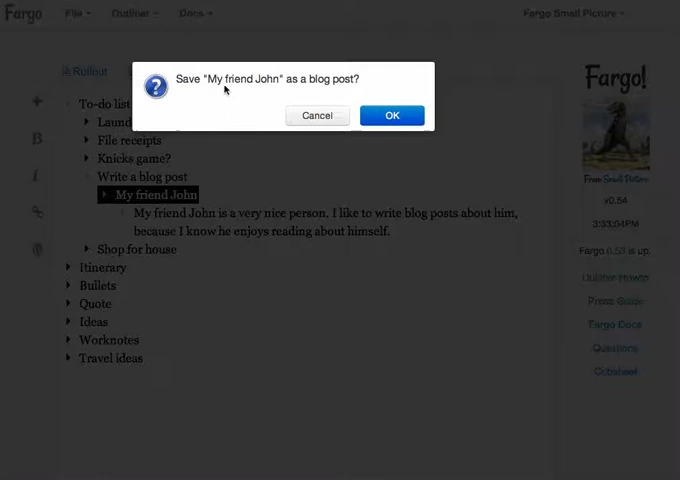 Fargo File Outliner Docs Fargo Small Picture
Save "My friend John" as a blog post?
Cancel OK
Rollout
To-do list
File receipts
Knicks game?
Write a blog post
My friend John
My friend John is a very nice person. I like to write blog posts about him,
because I know he enjoys reading about himself.
Shop for house
Itinerary
Bullets
Quote
Ideas
Worknotes
Travel ideas
B
i
Fargo!
From Small Picture
v0.54
3:33:04PM
Fargo 0.53 is up.
Outliner Howto
Press Guide
Fargo Docs
Questions
Cribsheet